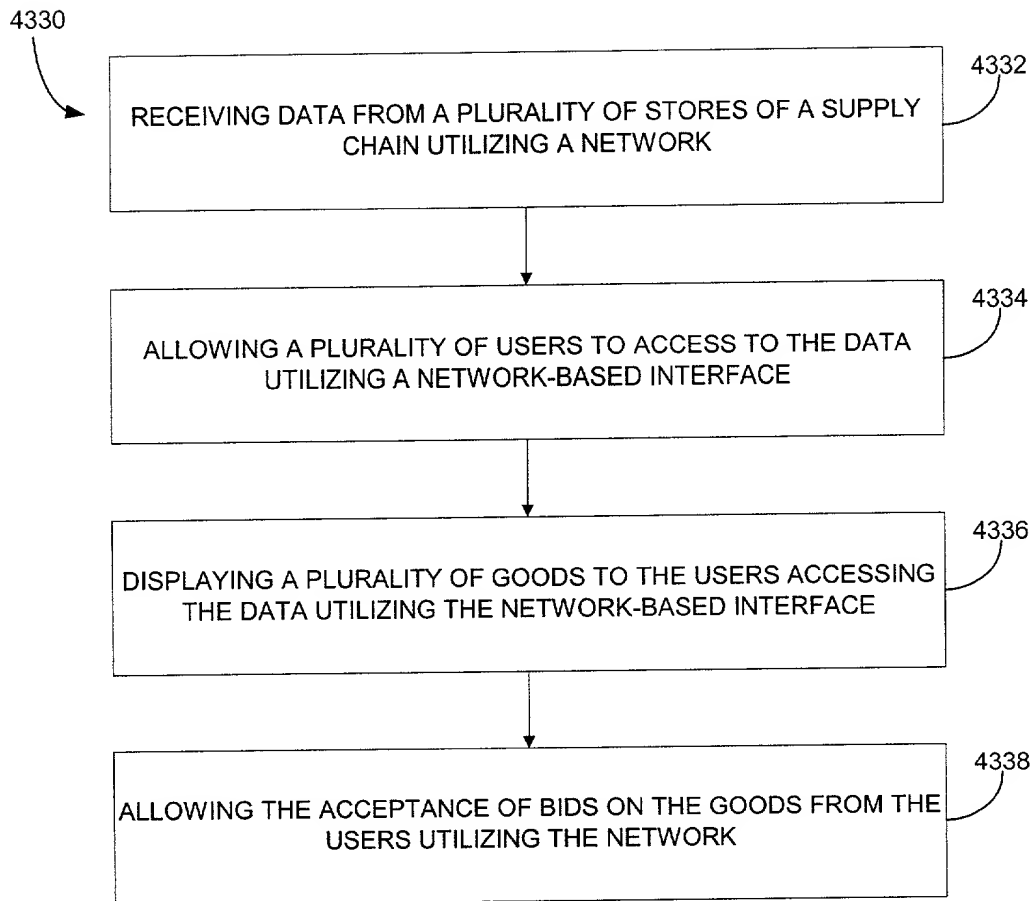 4330
4332
RECEIVING DATA FROM A PLURALITY OF STORES OF A SUPPLY
CHAIN UTILIZING A NETWORK
4334
ALLOWING A PLURALITY OF USERS TO ACCESS TO THE DATA
UTILIZING A NETWORK-BASED INTERFACE
4336
DISPLAYING A PLURALITY OF GOODS TO THE USERS ACCESSING
THE DATA UTILIZING THE NETWORK-BASED INTERFACE
4338
ALLOWING THE ACCEPTANCE OF BIDS ON THE GOODS FROM THE
USERS UTILIZING THE NETWORK